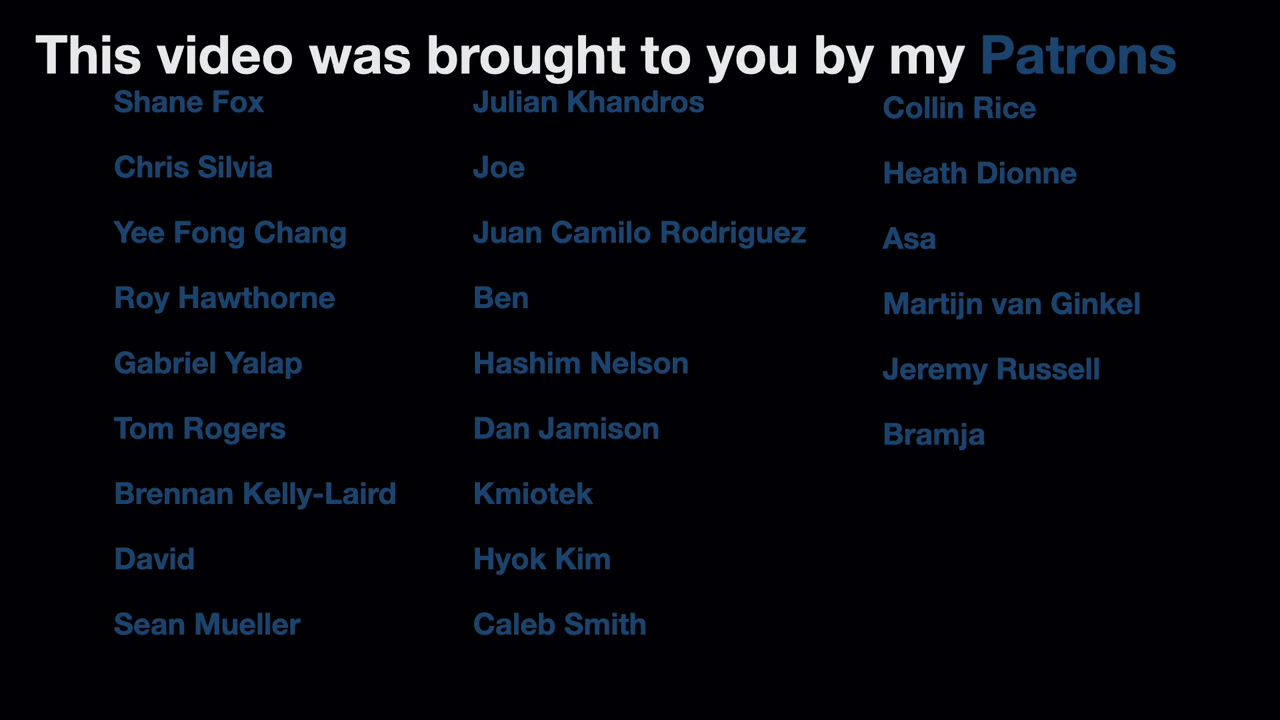 This video was brought to you by my Patrons
Shane Fox
Chris Silvia
Yee Fong Chang
Roy Hawthorne
Gabriel Yalap
Tom Rogers
Brennan Kelly-Laird
David
Sean Mueller
Julian Khandros
Joe
Juan Camilo Rodriguez
Ben
Hashim Nelson
Dan Jamison
Kmiotek
Hyok Kim
Caleb Smith
Collin Rice
Heath Dionne
Asa
Martijn van Ginkel
Jeremy Russell
Bramja